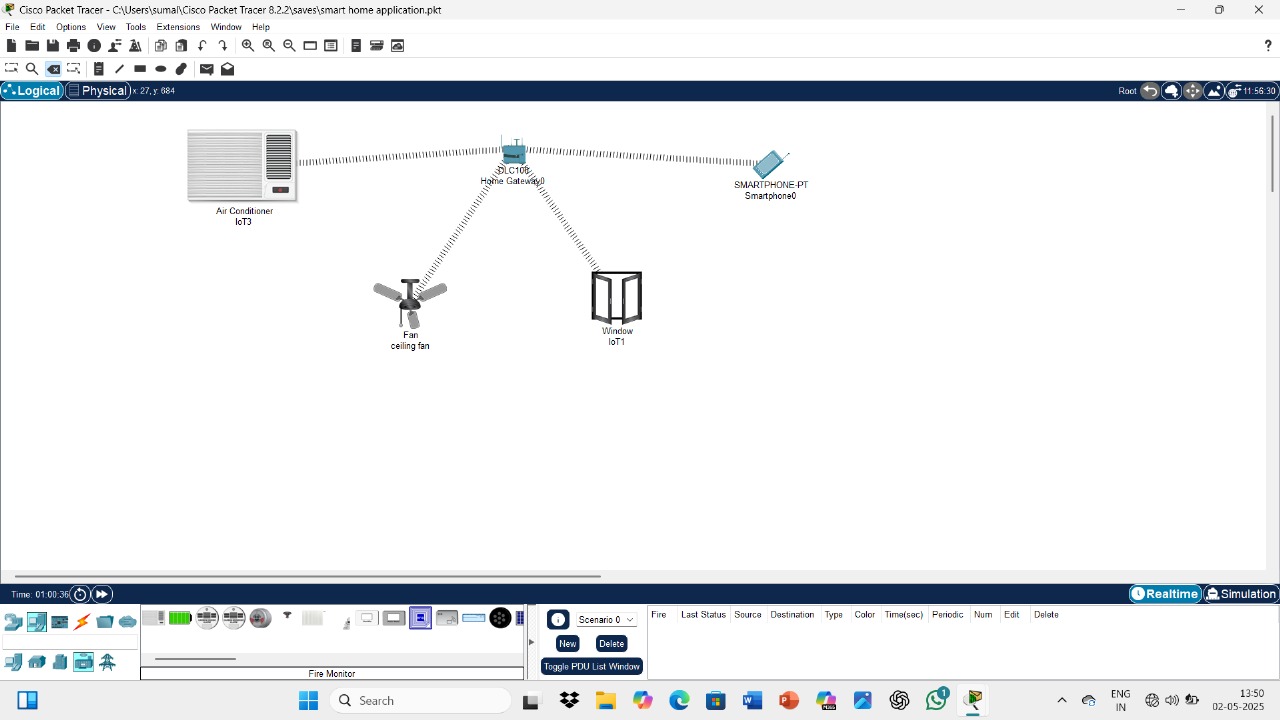 Cisco Packet Tracer - C:\Users\sumal\Cisco Packet Tracer 8.2.2\saves\smart home application.pkt
File Edit Options View Tools Extensions Window Help
?
Logical Physical x: 27, y: 684 Root 11:56:30
Air Conditioner
IoT3
Home Gateway0
SMARTPHONE-PT
Smartphone0
Fan
ceiling fan
Window
IoT1
Time: 01:00:36 Realtime Simulation
Scenario 0
New Delete
Toggle PDU List Window
Fire Last Status Source Destination Type Color Time(sec) Periodic Num Edit Delete
Fire Monitor
Search
1
ENG
IN
13:50
02-05-2025